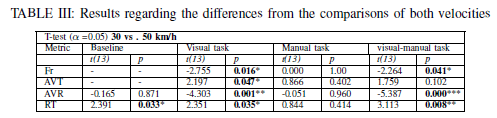 TABLE III: Results regarding the differences from the comparisons of both velocities
T-test (α =0.05) 30 vs . 50 km/h
Metric Baseline Visual task Manual task visual-manual task
t(13) p t(13) p t(13) p t(13) p
Fr - - -2.755 0.016* 0.000 1.00 -2.264 0.041*
AVT - - 2.197 0.047* 0.866 0.402 1.759 0.102
AVR -0.165 0.871 -4.303 0.001** -0.051 0.960 -5.387 0.000***
RT 2.391 0.033* 2.351 0.035* 0.844 0.414 3.113 0.008**